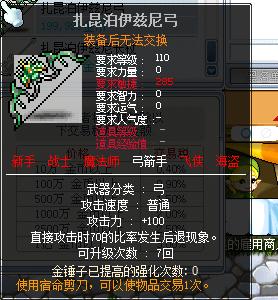 扎昆泊伊兹尼弓
装备后无法交换
要求等级： 110
要求力量： 0
要求敏捷： 285
要求智力： 0
要求运气： 0
要求人气度： -
道具等级： -
道具经验值： -
新手 战士 魔法师 弓箭手 飞侠 海盗
武器分类 ： 弓
攻击速度 ： 普通
攻击力 ： +100
直接攻击时70的比率发生后退现象。
可升级次数 ： 7回
金锤子已提高的强化次数: 0
使用宿命剪刀，可以使物品交易1次。